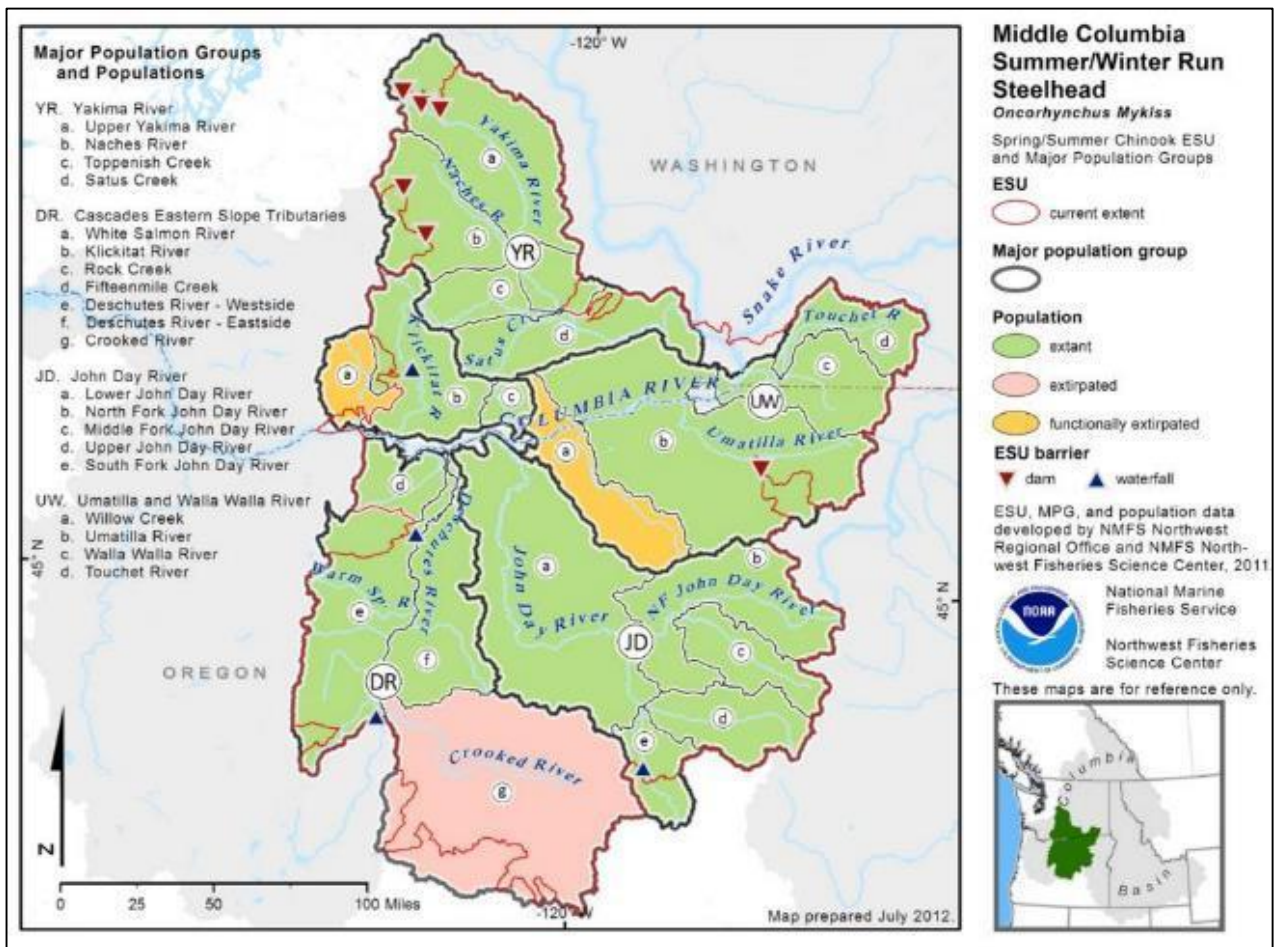 Major Population Groups
and Populations
YR. Yakima River
a. Upper Yakima River
b. Naches River
c. Toppenish Creek
d. Satus Creek
DR. Cascades Eastern Slope Tributaries
a. White Salmon River
b. Klickitat River
c. Rock Creek
d. Fifteenmile Creek
e. Deschutes River - Westside
f. Deschutes River - Eastside
g. Crooked River
JD. John Day River
a. Lower John Day River
b. North Fork John Day River
c. Middle Fork John Day River
d. Upper John Day River
e. South Fork John Day River
UW. Umatilla and Walla Walla River
a. Willow Creek
b. Umatilla River
c. Walla Walla River
d. Touchet River
-120° W
WASHINGTON
Yakima River
a
Naches R
b
YR
c
Satus Cr
d
Snake River
Touchet R
d
c
Klickitat R
a
b
c
COLUMBIA RIVER
UW
Umatilla River
b
a
d
Deschutes River
45° N
Warm Sp. R
e
f
a
John Day River
b
NF John Day River
45° N
JD
c
d
e
OREGON
DR
Crooked River
g
N
0 25 50 100 Miles
-120° W
Map prepared July 2012.
Middle Columbia
Summer/Winter Run
Steelhead
Oncorhynchus Mykiss
Spring/Summer Chinook ESU
and Major Population Groups
ESU
current extent
Major population group
Population
extant
extirpated
functionally extirpated
ESU barrier
dam waterfall
ESU, MPG, and population data
developed by NMFS Northwest
Regional Office and NMFS North-
west Fisheries Science Center, 2011
NOAA
National Marine
Fisheries Service
Northwest Fisheries
Science Center
These maps are for reference only.
Columbia
Basin